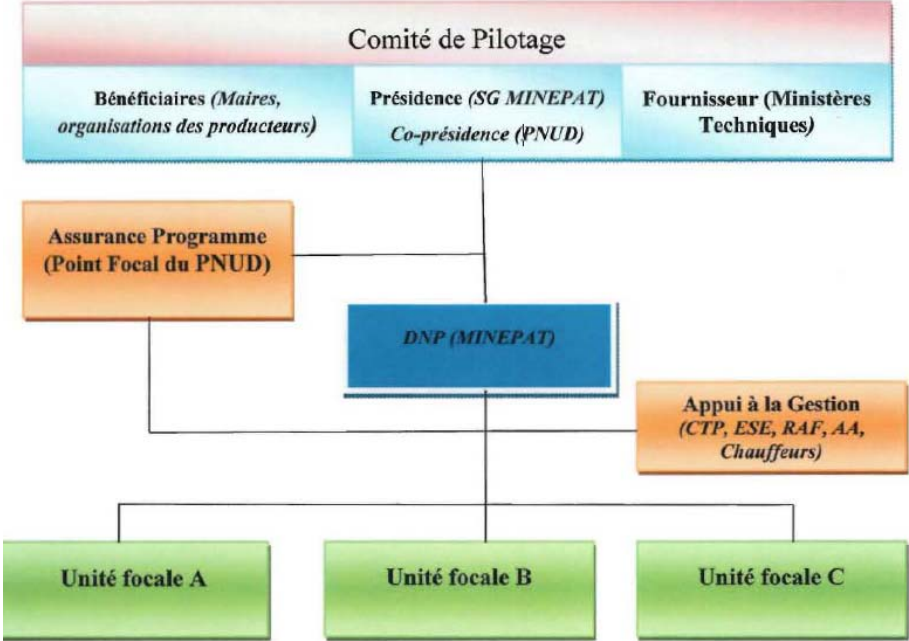 Comité de Pilotage
Bénéficiaires (Maires,
organisations des producteurs)
Présidence (SG MINEPAT)
Co-présidence (PNUD)
Fournisseur (Ministères
Techniques)
Assurance Programme
(Point Focal du PNUD)
DNP (MINEPAT)
Appui à la Gestion
(CTP, ESE, RAF, AA,
Chauffeurs)
Unité focale A
Unité focale B
Unité focale C